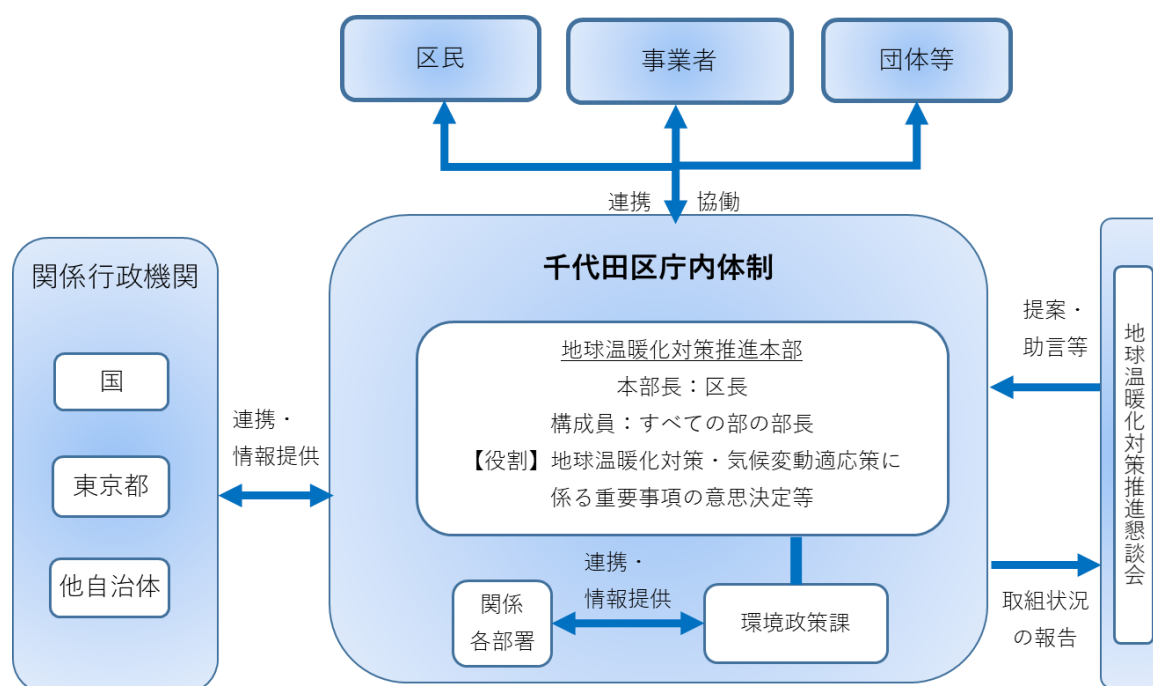 区民
事業者
団体等
連携
協働
関係行政機関
国
東京都
他自治体
連携・
情報提供
千代田区庁内体制
地球温暖化対策推進本部
本部長：区長
構成員：すべての部の部長
【役割】地球温暖化対策・気候変動適応策に
係る重要事項の意思決定等
連携・
情報提供
関係
各部署
環境政策課
提案・
助言等
取組状況
の報告
地球温暖化対策推進懇談会